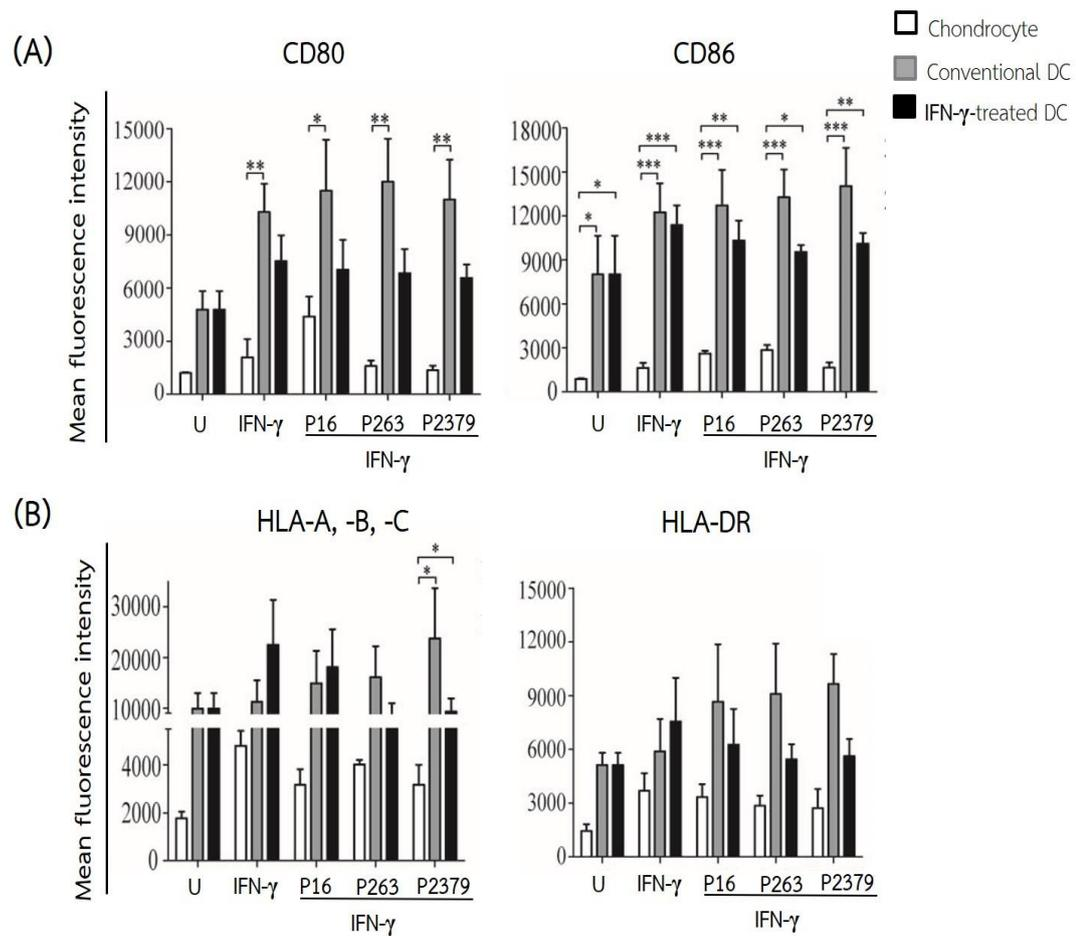 (A)
CD80
CD86
Chondrocyte
Conventional DC
IFN-γ-treated DC
Mean fluorescence intensity
15000
12000
9000
6000
3000
0
* ** ** **
U IFN-γ P16 P263 P2379
IFN-γ
18000
15000
12000
9000
6000
3000
0
* * *** *** ** *** * *** ** ***
U IFN-γ P16 P263 P2379
IFN-γ
(B)
HLA-A, -B, -C
HLA-DR
Mean fluorescence intensity
30000
20000
10000
4000
2000
0
*
*
U IFN-γ P16 P263 P2379
IFN-γ
15000
12000
9000
6000
3000
0
U IFN-γ P16 P263 P2379
IFN-γ